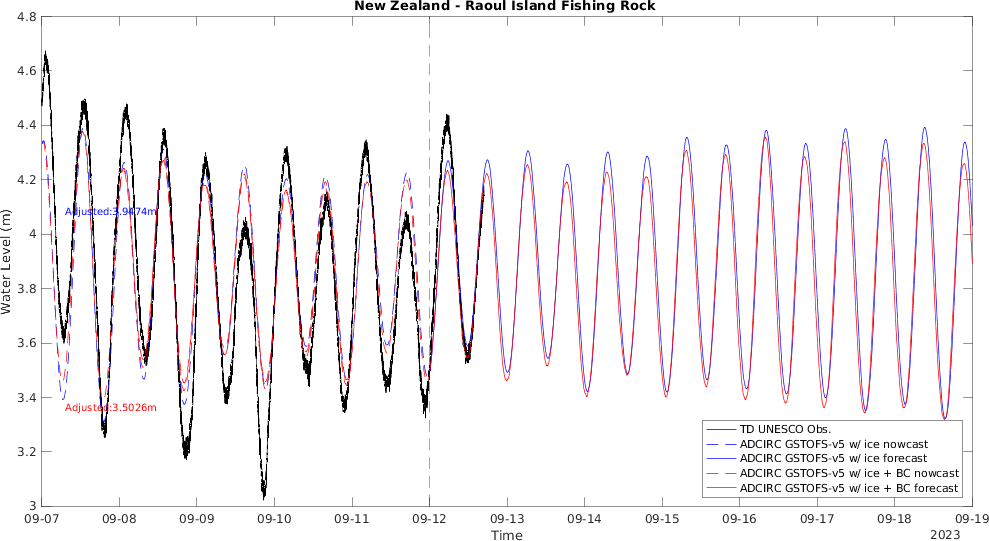 New Zealand - Raoul Island Fishing Rock
4.8
4.6
4.4
4.2
4
3.8
3.6
3.4
3.2
3
Water Level (m)
Adjusted:3.9474m
Adjusted:3.5026m
TD UNESCO Obs.
ADCIRC GSTOFS-v5 w/ ice nowcast
ADCIRC GSTOFS-v5 w/ ice forecast
ADCIRC GSTOFS-v5 w/ ice + BC nowcast
ADCIRC GSTOFS-v5 w/ ice + BC forecast
09-07 09-08 09-09 09-10 09-11 09-12 09-13 09-14 09-15 09-16 09-17 09-18 09-19
Time
2023